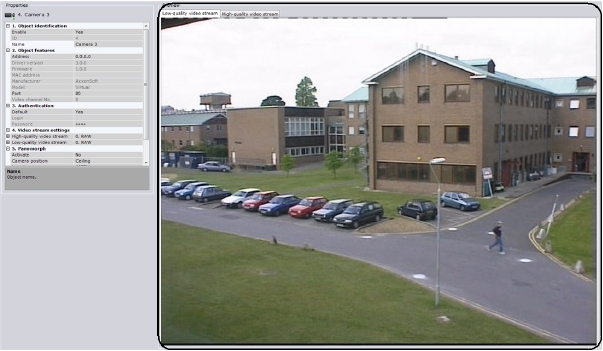 Properties
4. Camera 3
1. Object identification
Enable Yes
ID 4
Name Camera 3
2. Object features
Address 0.0.0.0
Driver version 3.0.0
Firmware 1.0.0
MAC address
Manufacturer AxxonSoft
Model Virtual
Port 80
Video channel No. 0
3. Authentication
Default Yes
Login
Password ****
4. Video stream settings
High-quality video stream 0. RAW
Low-quality video stream 0. RAW
5. Panomorph
Activate No
Camera position Ceiling
Name
Object name.
Low-quality video stream High-quality video stream